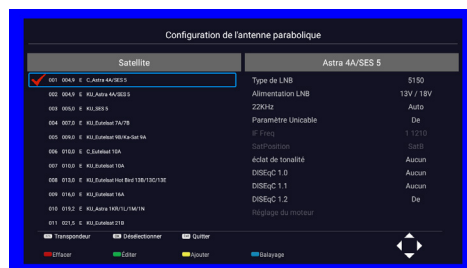 Configuration de l'antenne parabolique
Satellite
Astra 4A/SES 5
001 004,9 E C_Astra 4A/SES 5
002 004,9 E KU_Astra 4A/SES 5
003 005,0 E KU_SES 5
004 007,0 E KU_Eutelsat 7A/7B
005 009,0 E KU_Eutelsat 9B/Ka-Sat 9A
006 010,0 E C_Eutelsat 10A
007 010,0 E KU_Eutelsat 10A
008 013,0 E KU_Eutelsat Hot Bird 13B/13C/13E
009 016,0 E KU_Eutelsat 16A
010 019,2 E KU_Astra 1KR/1L/1M/1N
011 021,5 E KU_Eutelsat 21B
Type de LNB 5150
Alimentation LNB 13V / 18V
22KHz Auto
Paramètre Unicable De
IF Freq 1 1210
SatPosition SatB
éclat de tonalité Aucun
DISEqC 1.0 Aucun
DISEqC 1.1 Aucun
DISEqC 1.2 De
Réglage du moteur
Transpondeur Désélectionner Quitter
Effacer Éditer Ajouter Balayage